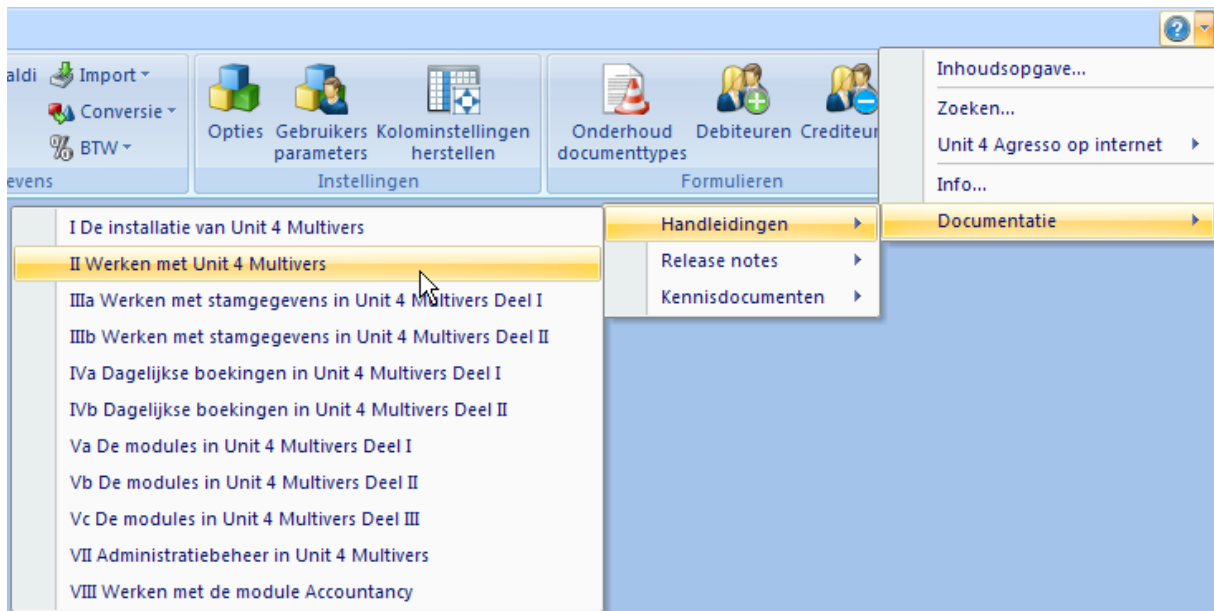 aldi Import
Conversie
BTW
evens
Opties
Gebruikers parameters
Kolominstellingen herstellen
Instellingen
Onderhoud documenttypes
Debiteuren
Crediteur
Formulieren
Inhoudsopgave...
Zoeken...
Unit 4 Agresso op internet
Info...
Documentatie
Handleidingen
Release notes
Kennisdocumenten
I De installatie van Unit 4 Multivers
II Werken met Unit 4 Multivers
IIIa Werken met stamgegevens in Unit 4 Multivers Deel I
IIIb Werken met stamgegevens in Unit 4 Multivers Deel II
IVa Dagelijkse boekingen in Unit 4 Multivers Deel I
IVb Dagelijkse boekingen in Unit 4 Multivers Deel II
Va De modules in Unit 4 Multivers Deel I
Vb De modules in Unit 4 Multivers Deel II
Vc De modules in Unit 4 Multivers Deel III
VII Administratiebeheer in Unit 4 Multivers
VIII Werken met de module Accountancy